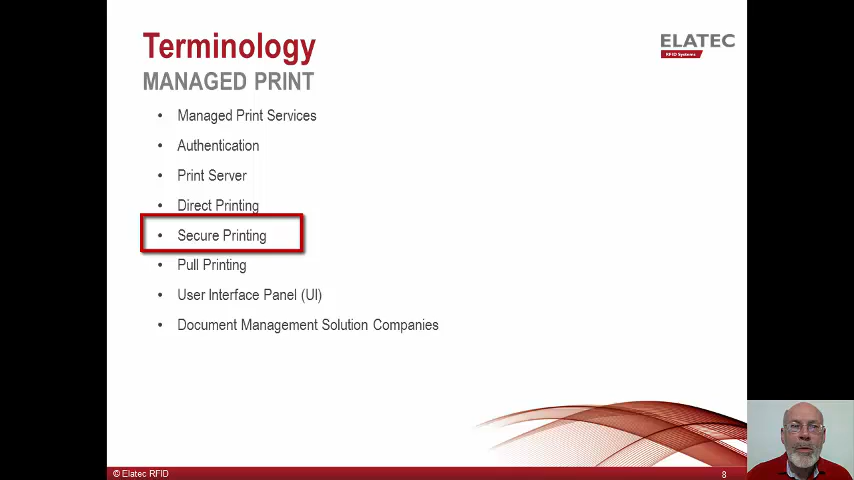 Terminology
MANAGED PRINT
ELATEC
RFID Systems
• Managed Print Services
• Authentication
• Print Server
• Direct Printing
• Secure Printing
• Pull Printing
• User Interface Panel (UI)
• Document Management Solution Companies
© Elatec RFID
8